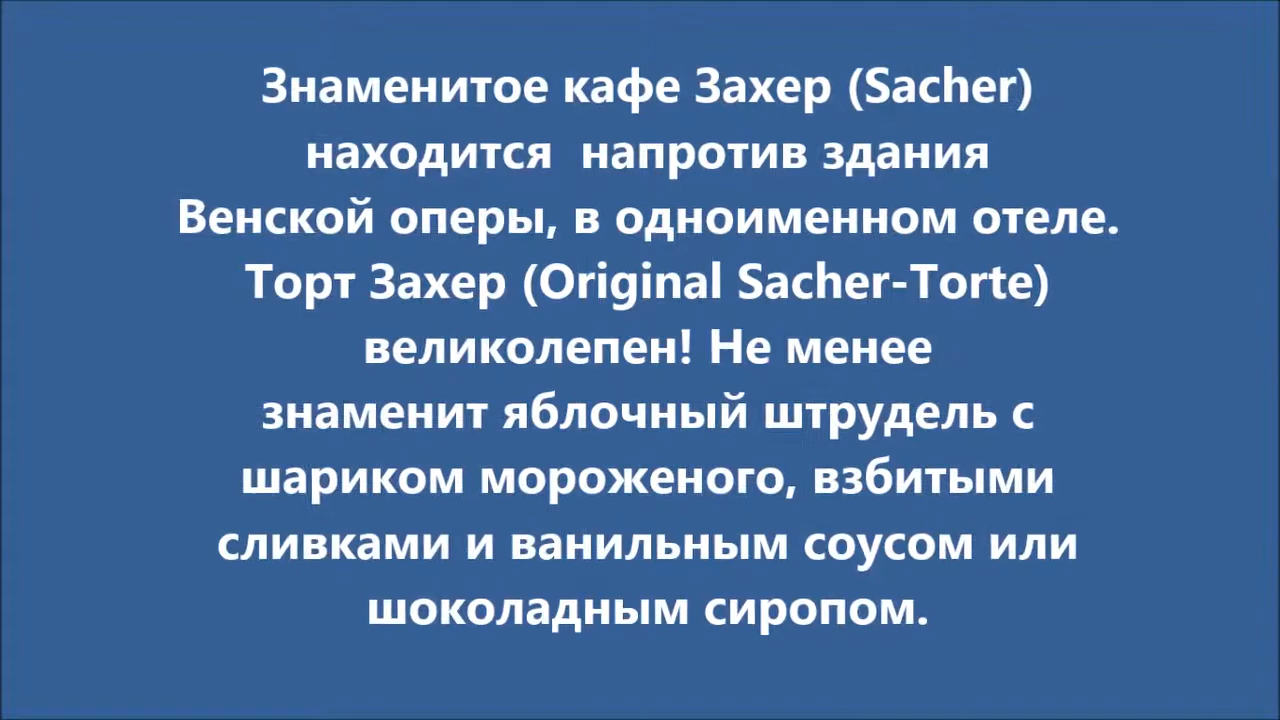 Знаменитое кафе Захер (Sacher)
находится  напротив здания
Венской оперы, в одноименном отеле.
Торт Захер (Original Sacher-Torte)
великолепен! Не менее
знаменит яблочный штрудель с
шариком мороженого, взбитыми
сливками и ванильным соусом или
шоколадным сиропом.